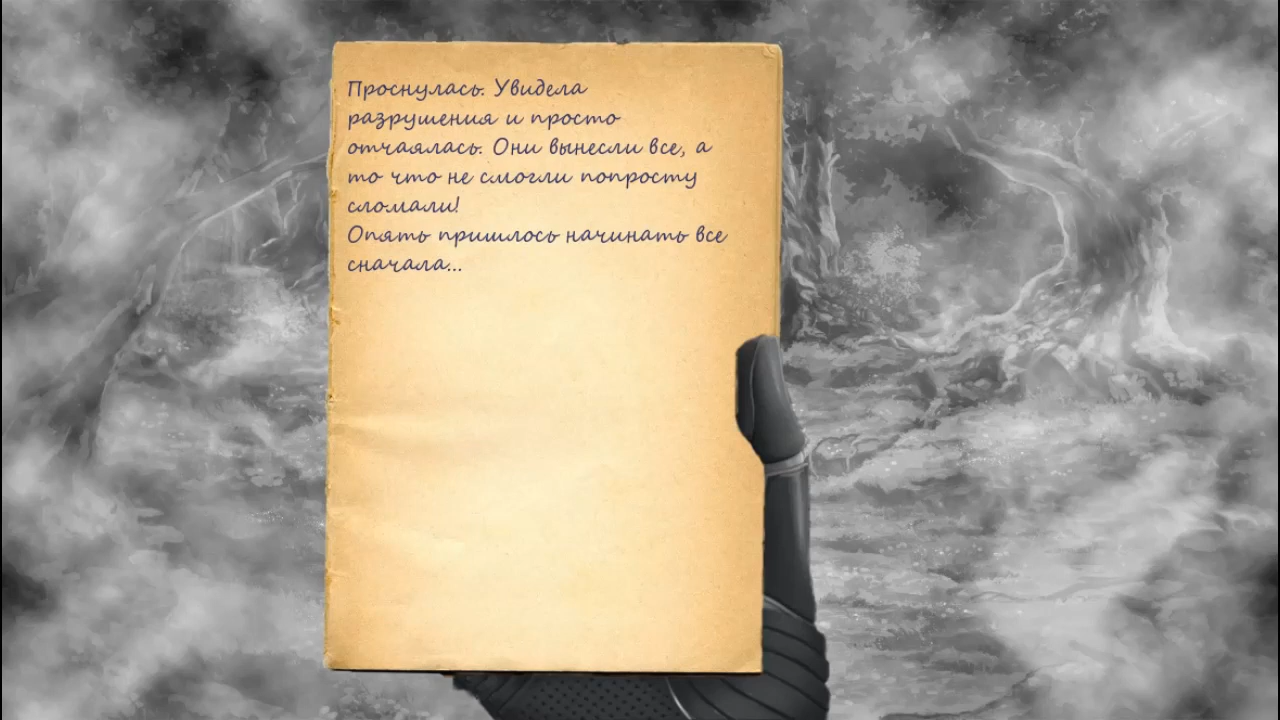 Проснулась. Увидела
разрушения и просто
отчаялась. Они вынесли все, а
то что не смогли попросту
сломали!
Опять пришлось начинать все
сначала...